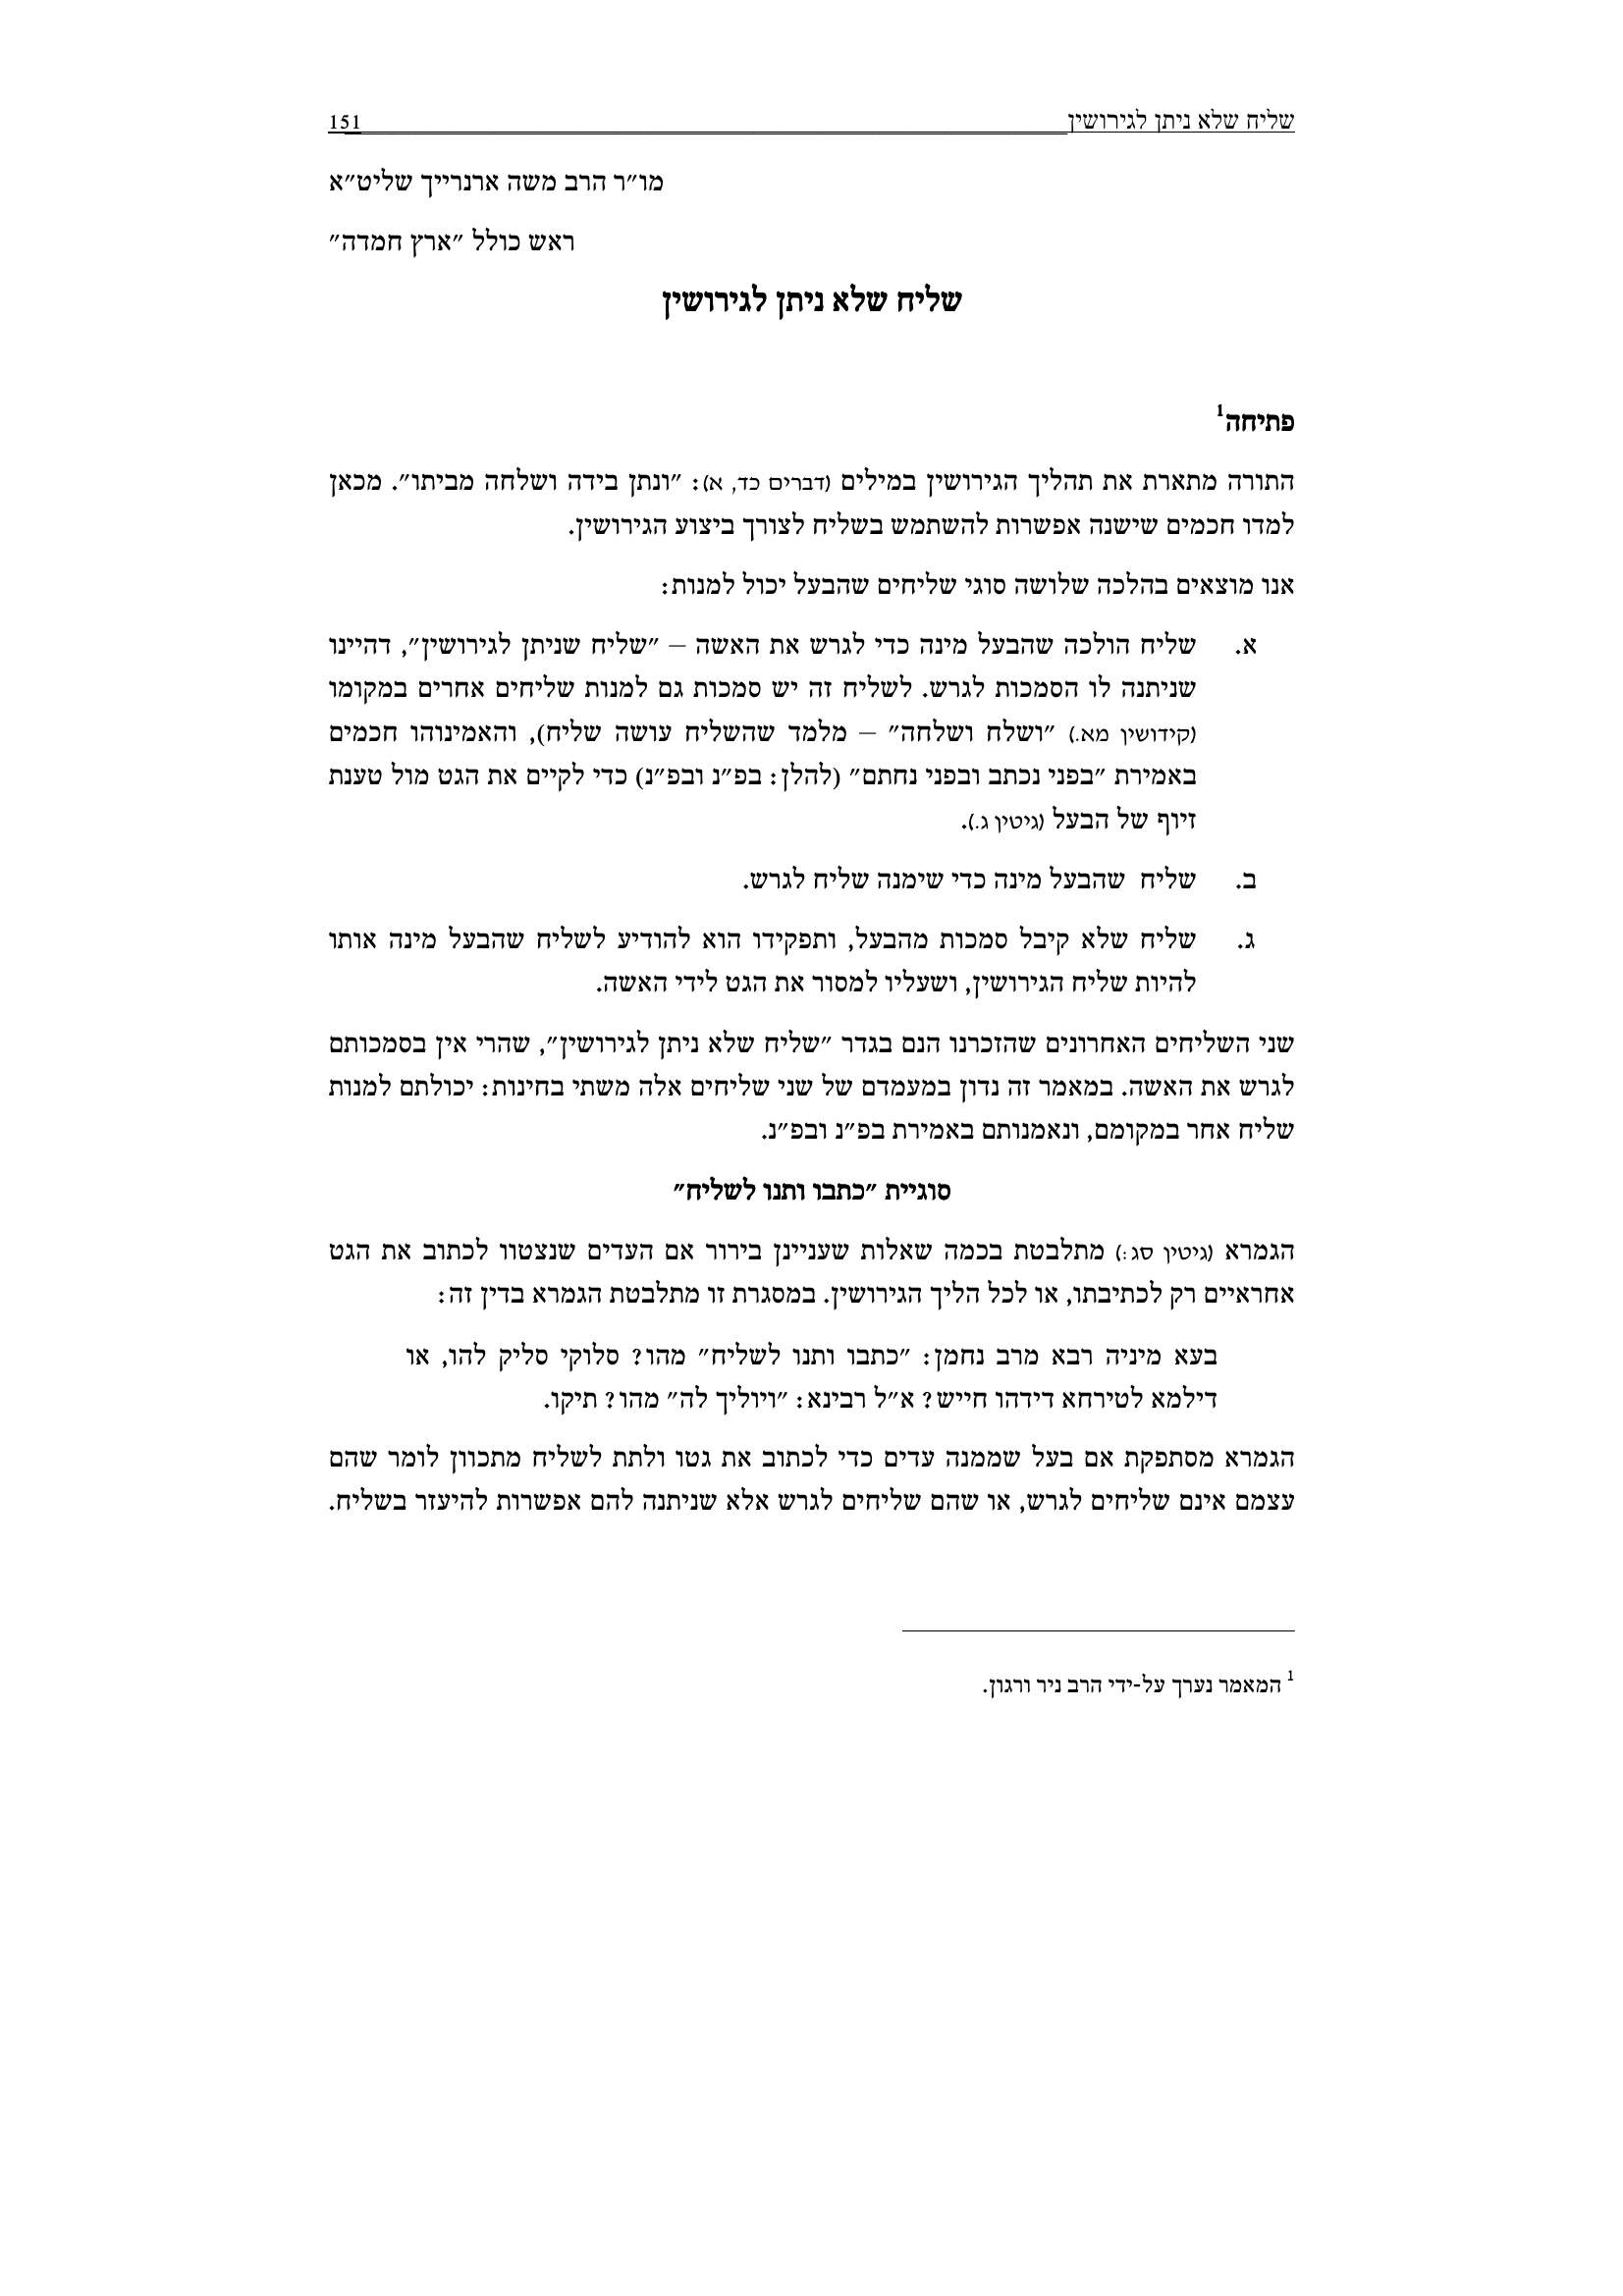 שליח שלא ניתן לגירושין 151
מו״ר הרב משה ארנרייך שליט״א
ראש כולל ״ארץ חמדה״
שליח שלא ניתן לגירושין
פתיחה1
התורה מתארת את תהליך הגירושין במילים (דברים כד, א): ״ונתן בידה ושלחה מביתו״. מכאן
למדו חכמים שישנה אפשרות להשתמש בשליח לצורך ביצוע הגירושין.
אנו מוצאים בהלכה שלושה סוגי שליחים שהבעל יכול למנות:
א. שליח הולכה שהבעל מינה כדי לגרש את האשה – ״שליח שניתן לגירושין״, דהיינו
שניתנה לו הסמכות לגרש. לשליח זה יש סמכות גם למנות שליחים אחרים במקומו
(קידושין מא.) ״ושלח ושלחה״ – מלמד שהשליח עושה שליח), והאמינוהו חכמים
באמירת ״בפני נכתב ובפני נחתם״ (להלן: בפ״נ ובפ״נ) כדי לקיים את הגט מול טענת
זיוף של הבעל (גיטין ג.).
ב. שליח שהבעל מינה כדי שימנה שליח לגרש.
ג. שליח שלא קיבל סמכות מהבעל, ותפקידו הוא להודיע לשליח שהבעל מינה אותו
להיות שליח הגירושין, ושעליו למסור את הגט לידי האשה.
שני השליחים האחרונים שהזכרנו הנם בגדר ״שליח שלא ניתן לגירושין״, שהרי אין בסמכותם
לגרש את האשה. במאמר זה נדון במעמדם של שני שליחים אלה משתי בחינות: יכולתם למנות
שליח אחר במקומם, ונאמנותם באמירת בפ״נ ובפ״נ.
סוגיית ״כתבו ותנו לשליח״
הגמרא (גיטין סג:) מתלבטת בכמה שאלות שעניינן בירור אם העדים שנצטוו לכתוב את הגט
אחראיים רק לכתיבתו, או לכל הליך הגירושין. במסגרת זו מתלבטת הגמרא בדין זה:
בעא מיניה רבא מרב נחמן: ״כתבו ותנו לשליח״ מהו? סלוקי סליק להו, או
דילמא לטירחא דידהו חייש? א״ל רבינא: ״ויוליך לה״ מהו? תיקו.
הגמרא מסתפקת אם בעל שממנה עדים כדי לכתוב את גטו ולתת לשליח מתכוון לומר שהם
עצמם אינם שליחים לגרש, או שהם שליחים לגרש אלא שניתנה להם אפשרות להיעזר בשליח.
1 המאמר נערך על-ידי הרב ניר ורגון.